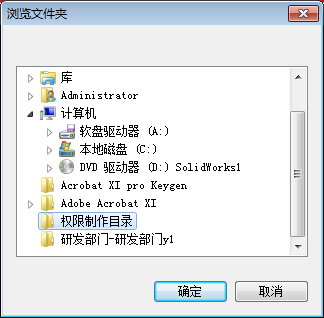 浏览文件夹
库
Administrator
计算机
软盘驱动器 (A:)
本地磁盘 (C:)
DVD 驱动器 (D:) SolidWorks1
Acrobat XI pro Keygen
Adobe Acrobat XI
权限制作目录
研发部门-研发部门y1
确定
取消